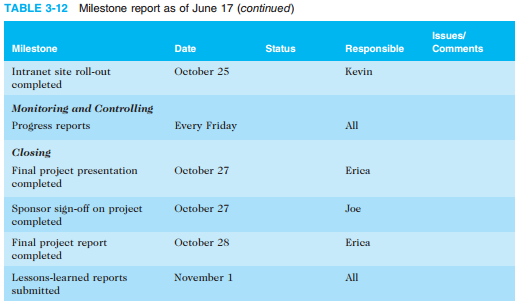 TABLE 3-12 Milestone report as of June 17 (continued)
Milestone Date Status Responsible Issues/
Comments
Intranet site roll-out October 25 Kevin
completed
Monitoring and Controlling
Progress reports Every Friday All
Closing
Final project presentation October 27 Erica
completed
Sponsor sign-off on project October 27 Joe
completed
Final project report October 28 Erica
completed
Lessons-learned reports November 1 All
submitted